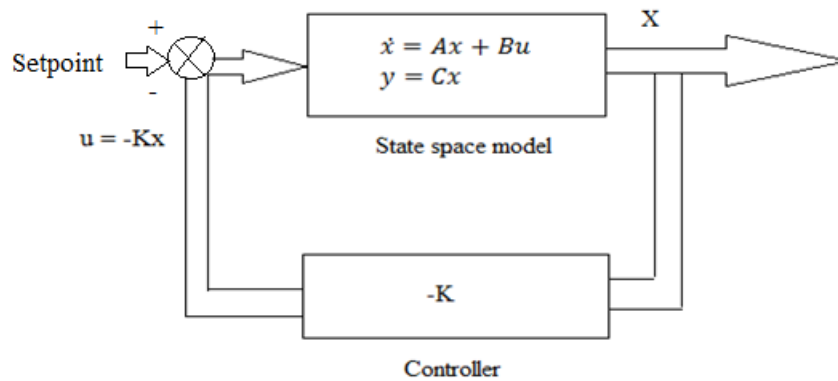 X
+
ẋ = Ax + Bu
y = Cx
Setpoint
-
u = -Kx
State space model
-K
Controller